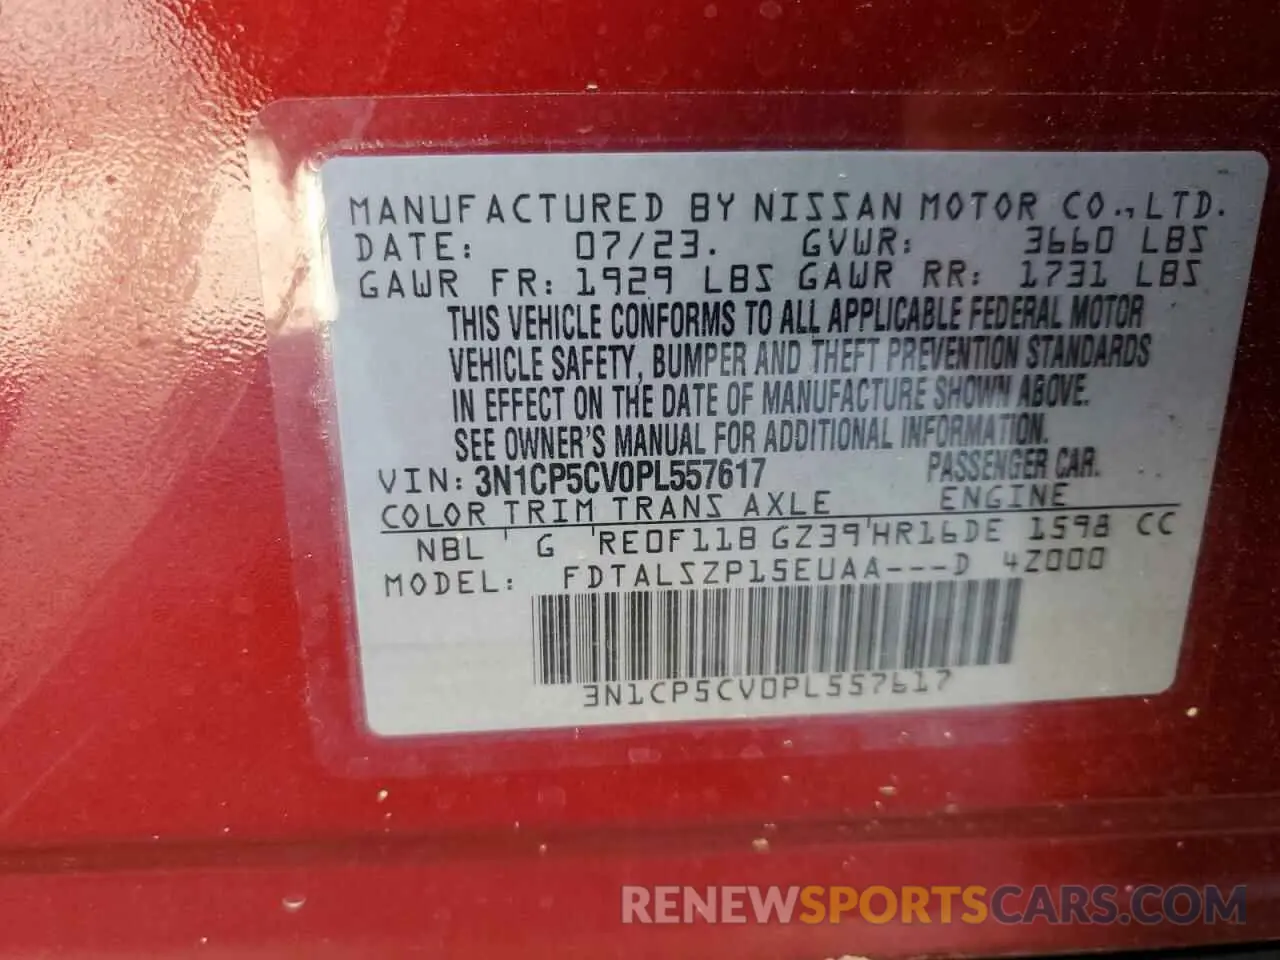 MANUFACTURED BY NISSAN MOTOR CO., LTD.
DATE: 07/23. GVWR: 3660 LBS
GAWR FR: 1929 LBS GAWR RR: 1731 LBS
THIS VEHICLE CONFORMS TO ALL APPLICABLE FEDERAL MOTOR
VEHICLE SAFETY, BUMPER AND THEFT PREVENTION STANDARDS
IN EFFECT ON THE DATE OF MANUFACTURE SHOWN ABOVE.
SEE OWNER'S MANUAL FOR ADDITIONAL INFORMATION.
VIN: 3N1CP5CV0PL557617 PASSENGER CAR.
COLOR TRIM TRANS AXLE ENGINE
NBL ' G 'RE0F11B GZ39'HR16DE 1598 CC
MODEL: FDTALSZP15EUAA---D 4Z000
3N1CP5CV0PL557617
RENEWSPORTSCARS.COM